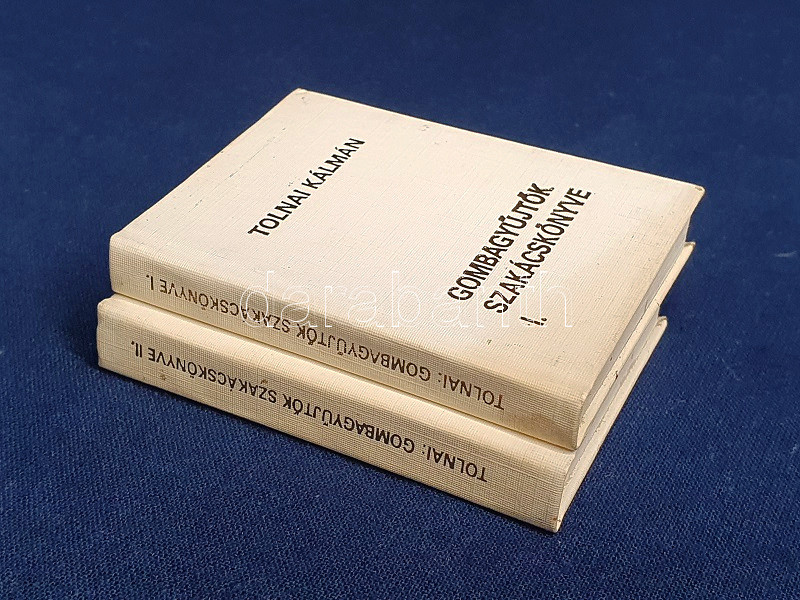 TOLNAI KÁLMÁN
GOMBAGYŰJTŐK
SZAKÁCSKÖNYVE
I.
TOLNAI: GOMBAGYŰJTŐK SZAKÁCSKÖNYVE I.
TOLNAI: GOMBAGYŰJTŐK SZAKÁCSKÖNYVE II.
darabanth